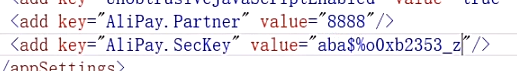 <add key="AliPay.Partner" value="8888"/>
<add key="AliPay.SecKey" value="aba$%o0xb2353_z"/>
/appSettings>